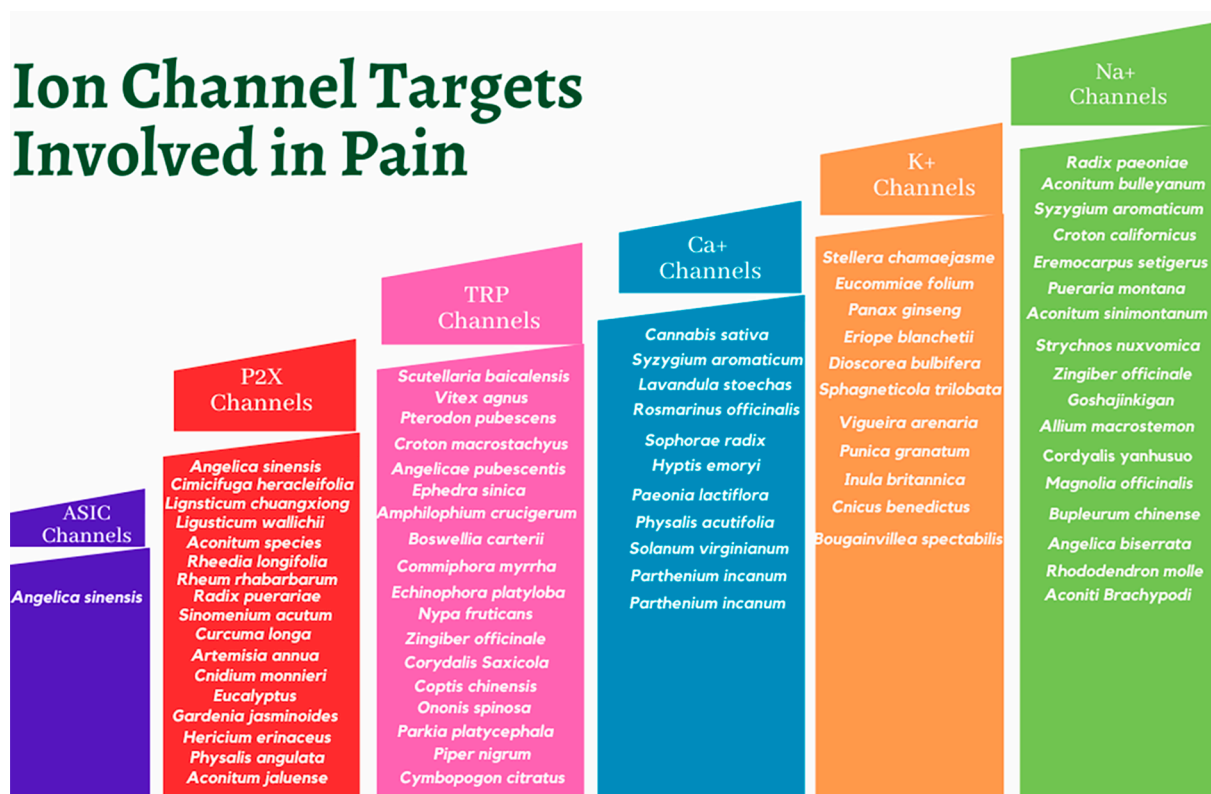 Ion Channel Targets
Involved in Pain
ASIC
Channels
Angelica sinensis
P2X
Channels
Angelica sinensis
Cimicifuga heracleifolia
Lignsticum chuangxiong
Ligusticum wallichii
Aconitum species
Rheedia longifolia
Rheum rhabarbarum
Radix puerariae
Sinomenium acutum
Curcuma longa
Artemisia annua
Cnidium monnieri
Eucalyptus
Gardenia jasminoides
Hericium erinaceus
Physalis angulata
Aconitum jaluense
TRP
Channels
Scutellaria baicalensis
Vitex agnus
Pterodon pubescens
Croton macrostachyus
Angelicae pubescentis
Ephedra sinica
Amphilophium crucigerum
Boswellia carterii
Commiphora myrrha
Echinophora platyloba
Nypa fruticans
Zingiber officinale
Corydalis Saxicola
Coptis chinensis
Ononis spinosa
Parkia platycephala
Piper nigrum
Cymbopogon citratus
Ca+
Channels
Cannabis sativa
Syzygium aromaticum
Lavandula stoechas
Rosmarinus officinalis
Sophorae radix
Hyptis emoryi
Paeonia lactiflora
Physalis acutifolia
Solanum virginianum
Parthenium incanum
Parthenium incanum
K+
Channels
Stellera chamaejasme
Eucommiae folium
Panax ginseng
Eriope blanchetii
Dioscorea bulbifera
Sphagneticola trilobata
Vigueira arenaria
Punica granatum
Inula britannica
Cnicus benedictus
Bougainvillea spectabilis
Na+
Channels
Radix paeoniae
Aconitum bulleyanum
Syzygium aromaticum
Croton californicus
Eremocarpus setigerus
Pueraria montana
Aconitum sinimontanum
Strychnos nuxvomica
Zingiber officinale
Goshajinkigan
Allium macrostemon
Cordyalis yanhusuo
Magnolia officinalis
Bupleurum chinense
Angelica biserrata
Rhododendron molle
Aconiti Brachypodi